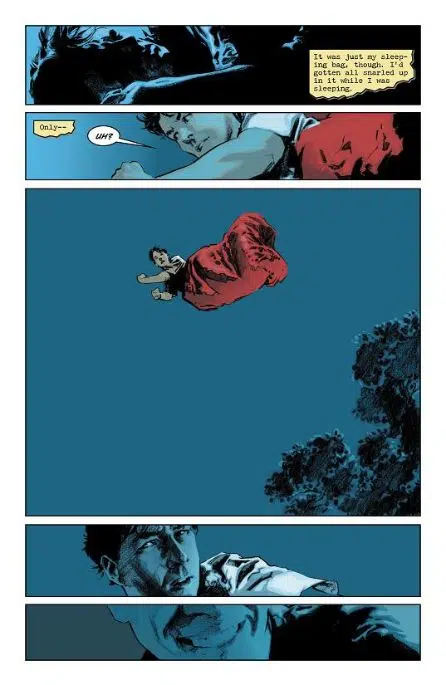 It was just my sleep-
ing bag, though. I'd
gotten all snarled up
in it while I was
sleeping.
Only--
UH?